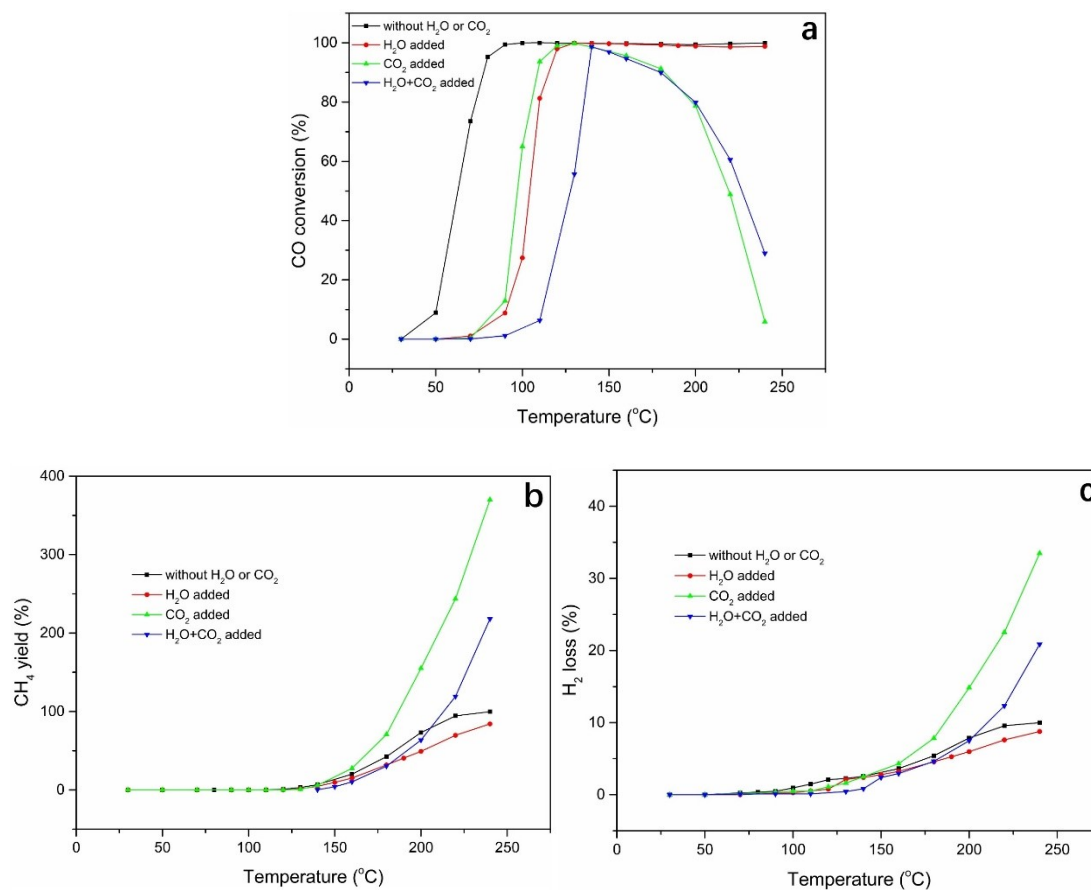 a
without H₂O or CO₂
H₂O added
CO₂ added
H₂O+CO₂ added
100
80
60
40
20
0
CO conversion (%)
0 50 100 150 200 250
Temperature (°C)
b
without H₂O or CO₂
H₂O added
CO₂ added
H₂O+CO₂ added
400
300
200
100
0
CH₄ yield (%)
0 50 100 150 200 250
Temperature (°C)
c
without H₂O or CO₂
H₂O added
CO₂ added
H₂O+CO₂ added
40
30
20
10
0
H₂ loss (%)
0 50 100 150 200 250
Temperature (°C)